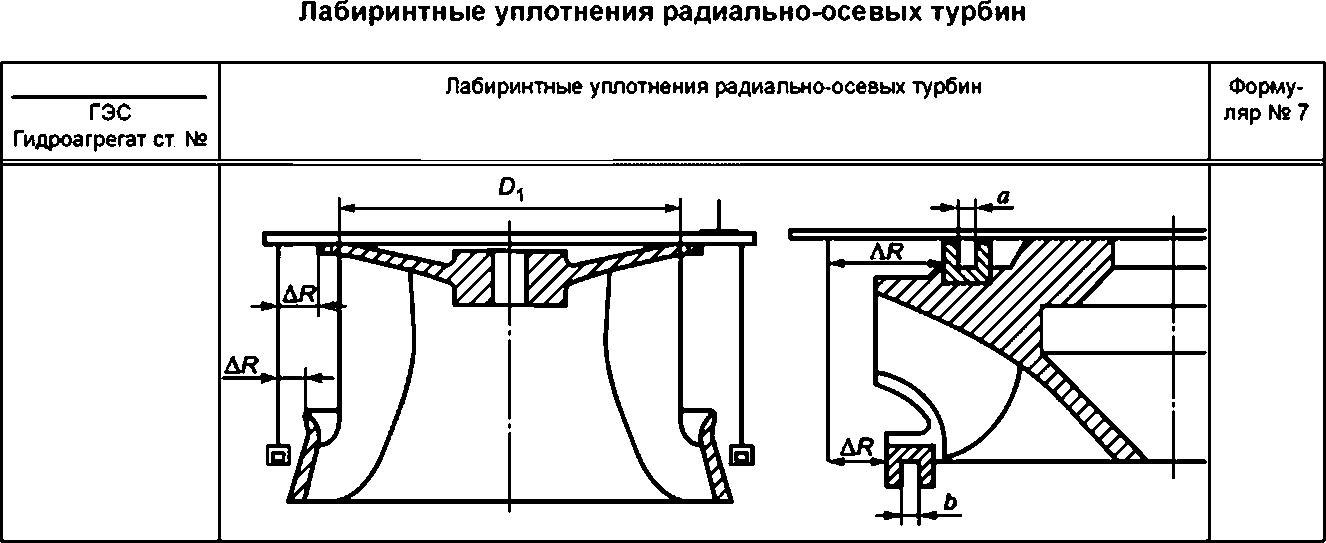 Лабиринтные уплотнения радиально-осевых турбин
ГЭС
Гидроагрегат ст. №
Лабиринтные уплотнения радиально-осевых турбин
Форму-
ляр № 7
D₁
a
ΔR
ΔR
ΔR
ΔR
b